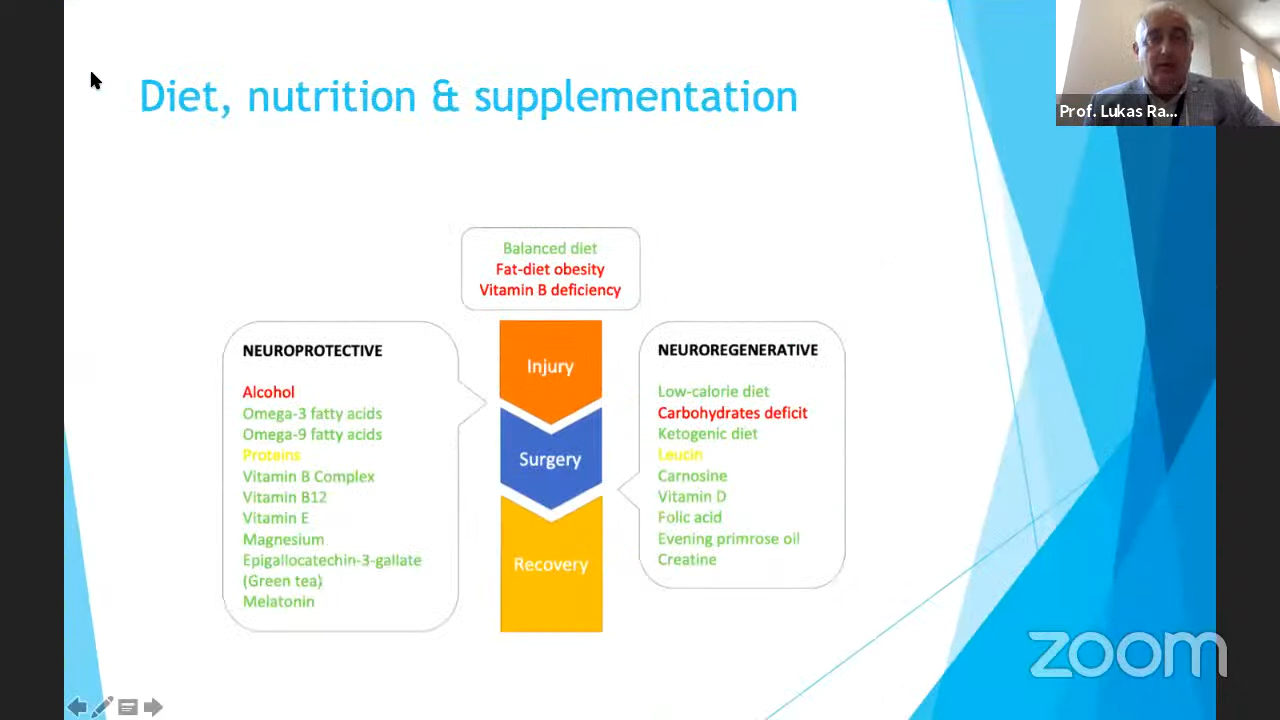 Diet, nutrition & supplementation
Prof. Lukas Ra...
Balanced diet
Fat-diet obesity
Vitamin B deficiency
NEUROPROTECTIVE
Alcohol
Omega-3 fatty acids
Omega-9 fatty acids
Proteins
Vitamin B Complex
Vitamin B12
Vitamin E
Magnesium
Epigallocatechin-3-gallate
(Green tea)
Melatonin
Injury
Surgery
Recovery
NEUROREGENERATIVE
Low-calorie diet
Carbohydrates deficit
Ketogenic diet
Leucin
Carnosine
Vitamin D
Folic acid
Evening primrose oil
Creatine
zoom